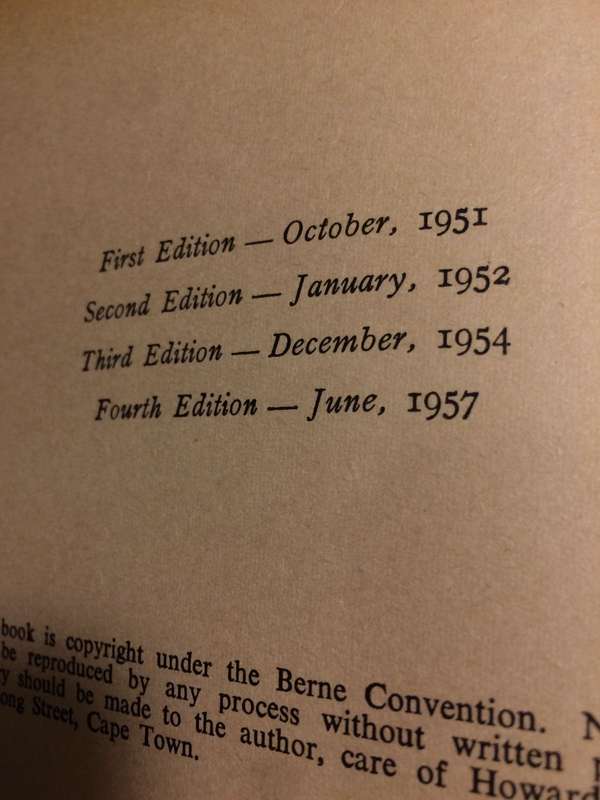 First Edition — October, 1951
Second Edition — January, 1952
Third Edition — December, 1954
Fourth Edition — June, 1957
book is copyright under the Berne Convention. N
be reproduced by any process without written
y should be made to the author, care of Howard
ong Street, Cape Town.